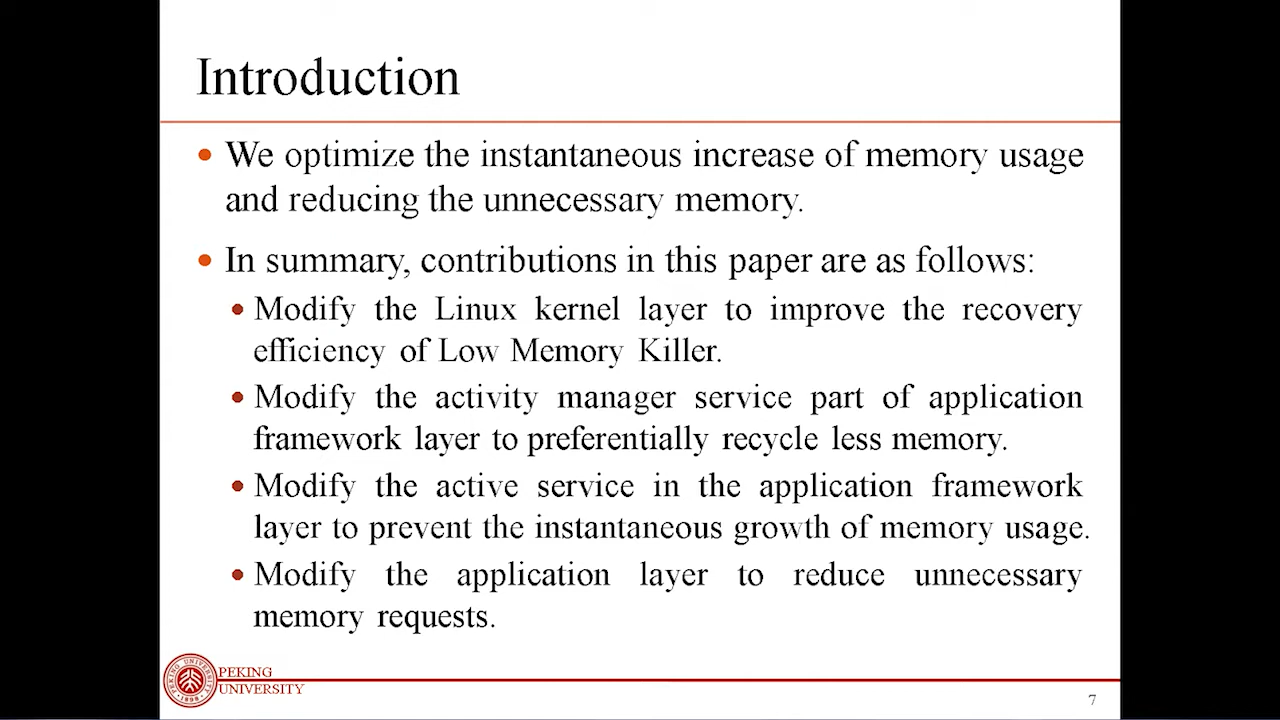 Introduction
• We optimize the instantaneous increase of memory usage
and reducing the unnecessary memory.
• In summary, contributions in this paper are as follows:
• Modify the Linux kernel layer to improve the recovery
efficiency of Low Memory Killer.
• Modify the activity manager service part of application
framework layer to preferentially recycle less memory.
• Modify the active service in the application framework
layer to prevent the instantaneous growth of memory usage.
• Modify the application layer to reduce unnecessary
memory requests.
PEKING UNIVERSITY
1898
PEKING
UNIVERSITY
7